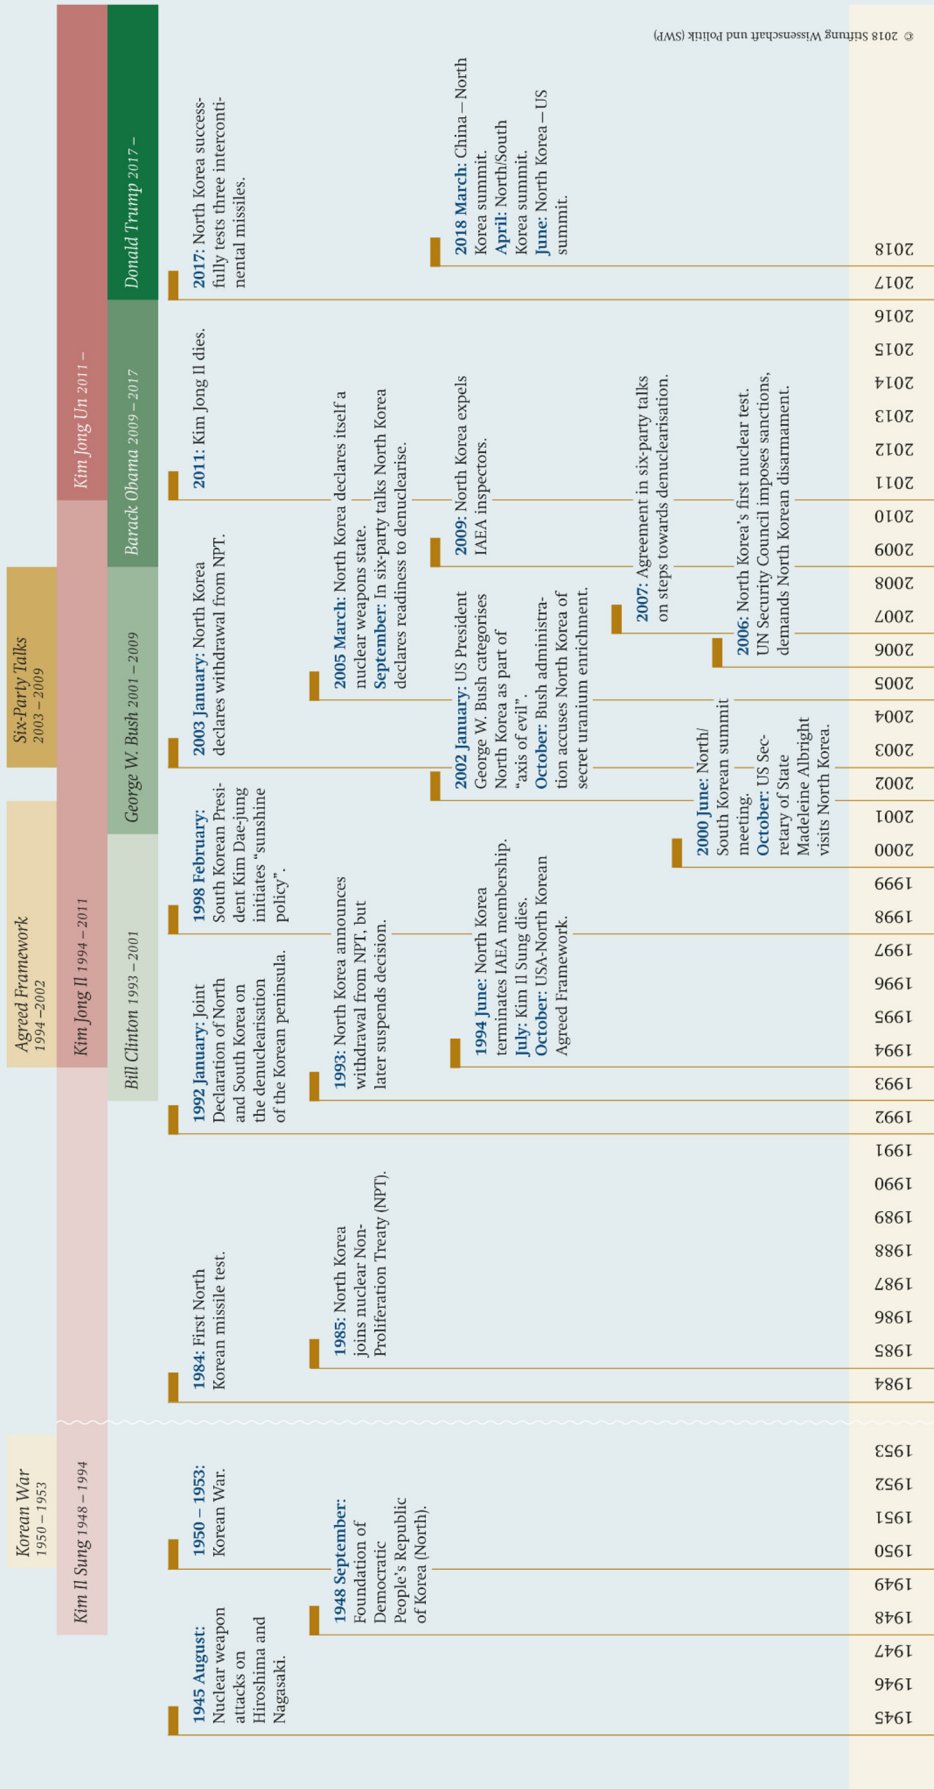 Korean War
1950 – 1953
Agreed Framework
1994 –2002
Six-Party Talks
2003 – 2009
Kim Il Sung 1948 – 1994
Kim Jong Il 1994 – 2011
Kim Jong Un 2011 –
Bill Clinton 1993 – 2001
George W. Bush 2001 – 2009
Barack Obama 2009 – 2017
Donald Trump 2017 –
1945 August:
Nuclear weapon
attacks on
Hiroshima and
Nagasaki.
1950 – 1953:
Korean War.
1948 September:
Foundation of
Democratic
People’s Republic
of Korea (North).
1984: First North
Korean missile test.
1985: North Korea
joins nuclear Non-
Proliferation Treaty (NPT).
1992 January: Joint
Declaration of North
and South Korea on
the denuclearisation
of the Korean peninsula.
1993: North Korea announces
withdrawal from NPT, but
later suspends decision.
1994 June: North Korea
terminates IAEA membership.
July: Kim Il Sung dies.
October: USA-North Korean
Agreed Framework.
1998 February:
South Korean Presi-
dent Kim Dae-jung
initiates “sunshine
policy”.
2000 June: North/
South Korean summit
meeting.
October: US Sec-
retary of State
Madeleine Albright
visits North Korea.
2003 January: North Korea
declares withdrawal from NPT.
2005 March: North Korea declares itself a
nuclear weapons state.
September: In six-party talks North Korea
declares readiness to denuclearise.
2002 January: US President
George W. Bush categorises
North Korea as part of
“axis of evil”.
October: Bush administra-
tion accuses North Korea of
secret uranium enrichment.
2007: Agreement in six-party talks
on steps towards denuclearisation.
2006: North Korea’s first nuclear test.
UN Security Council imposes sanctions,
demands North Korean disarmament.
2011: Kim Jong Il dies.
2009: North Korea expels
IAEA inspectors.
2017: North Korea success-
fully tests three interconti-
nental missiles.
2018 March: China – North
Korea summit.
April: North/South
Korea summit.
June: North Korea – US
summit.
1945
1946
1947
1948
1949
1950
1951
1952
1953
1984
1985
1986
1987
1988
1989
1990
1991
1992
1993
1994
1995
1996
1997
1998
1999
2000
2001
2002
2003
2004
2005
2006
2007
2008
2009
2010
2011
2012
2013
2014
2015
2016
2017
2018
© 2018 Stiftung Wissenschaft und Politik (SWP)